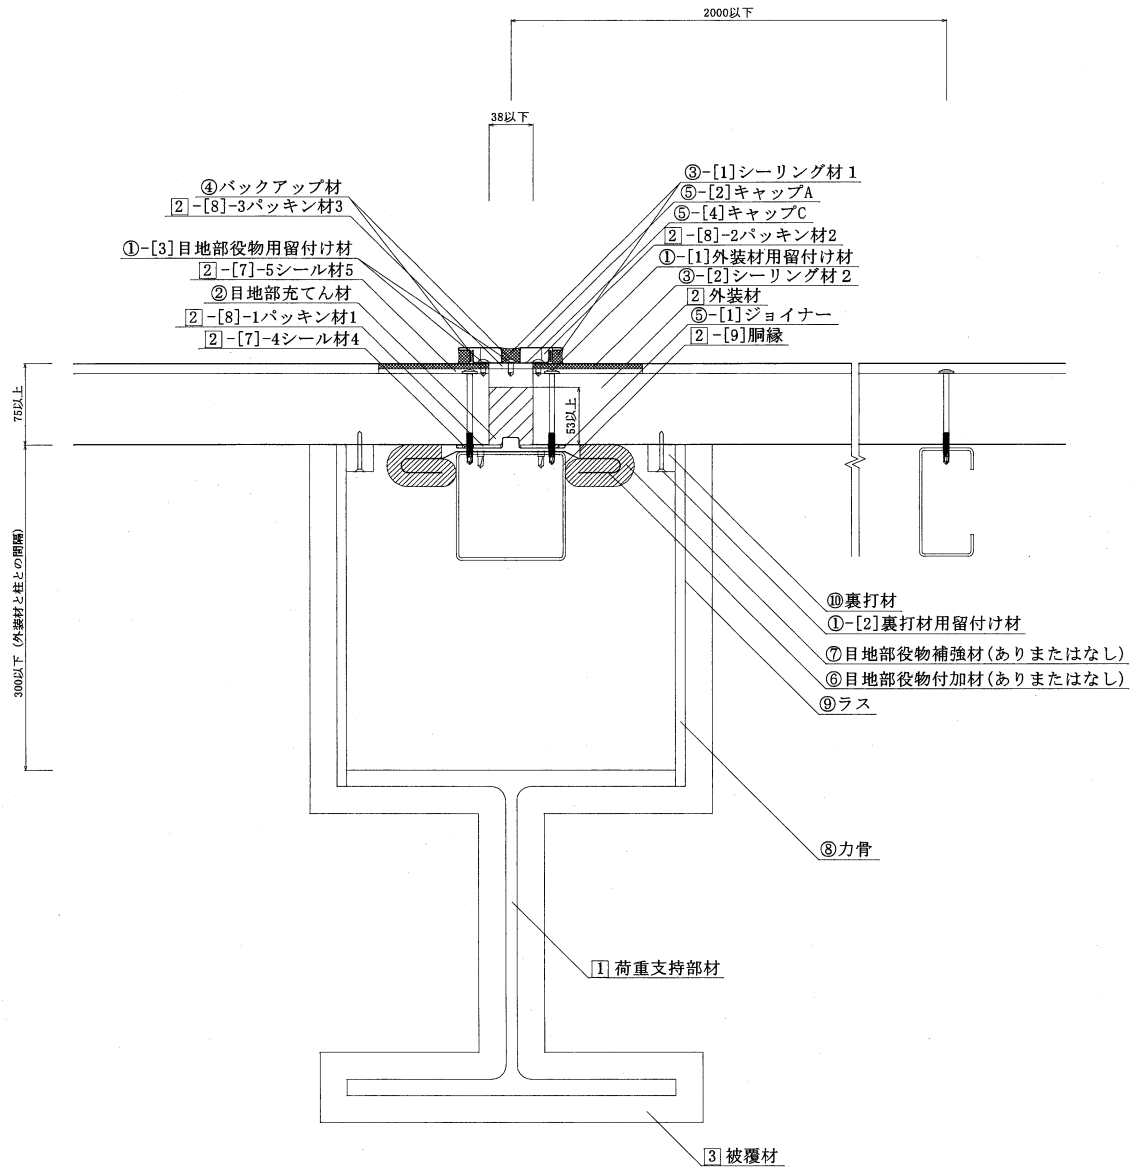 2000以下
38以下
④バックアップ材
2-[8]-3パッキン材3
①-[3]目地部役物用留付け材
2-[7]-5シール材5
②目地部充てん材
2-[8]-1パッキン材1
2-[7]-4シール材4
③-[1]シーリング材1
⑤-[2]キャップA
⑤-[4]キャップC
2-[8]-2パッキン材2
①-[1]外装材用留付け材
③-[2]シーリング材2
2外装材
⑤-[1]ジョイナー
2-[9]胴縁
75以上
53以上
300以下(外装材と柱との間隔)
⑩裏打材
①-[2]裏打材用留付け材
⑦目地部役物補強材(ありまたはなし)
⑥目地部役物付加材(ありまたはなし)
⑨ラス
⑧力骨
1荷重支持部材
3被覆材